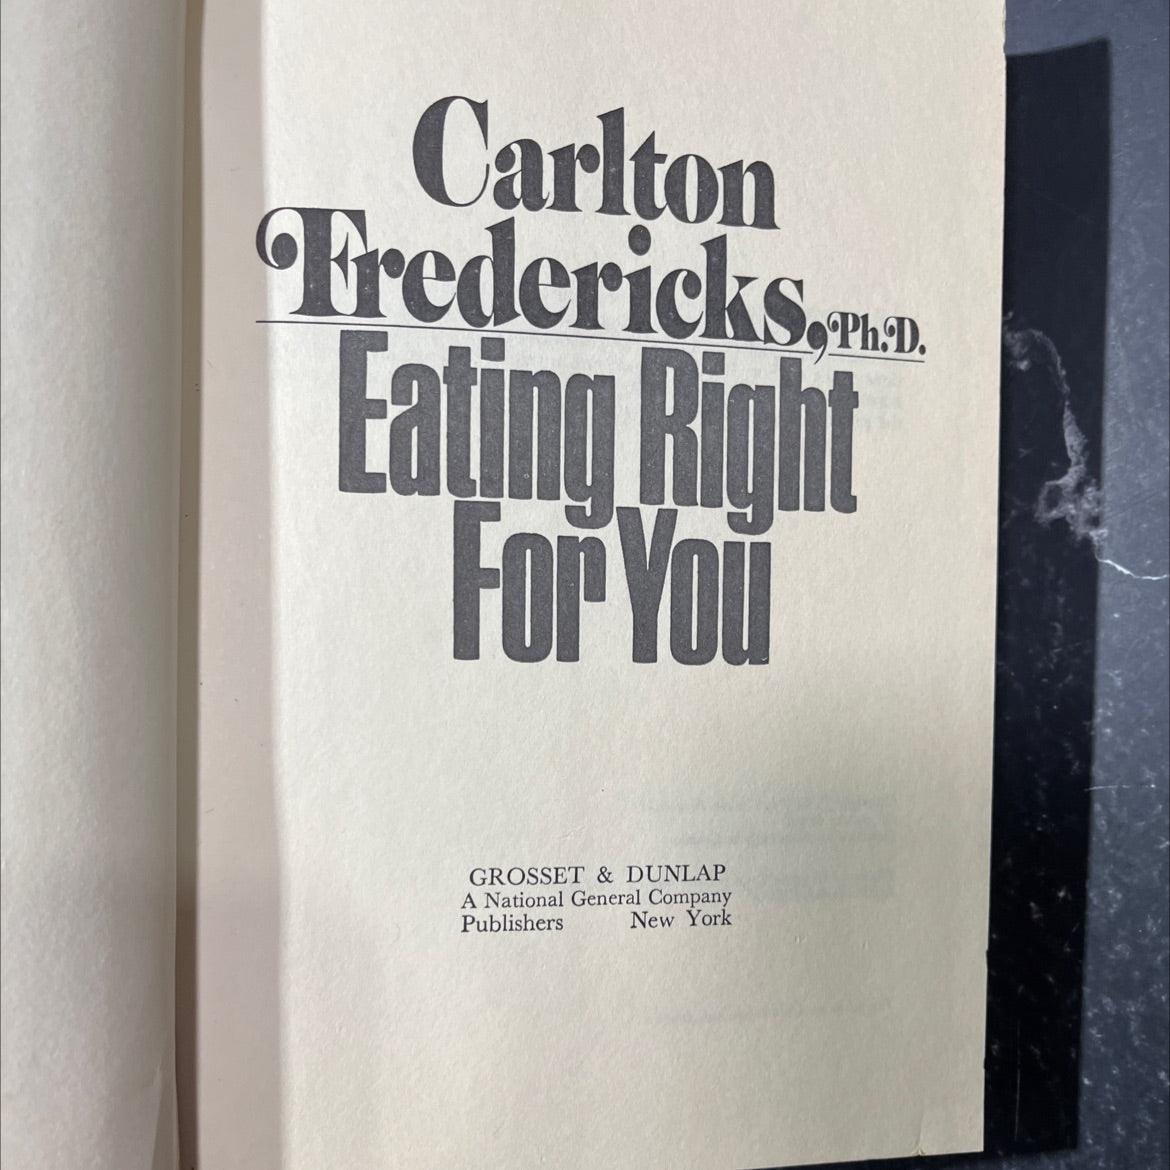 Carlton
Fredericks, Ph.D.
Eating Right
For You
GROSSET & DUNLAP
A National General Company
Publishers New York